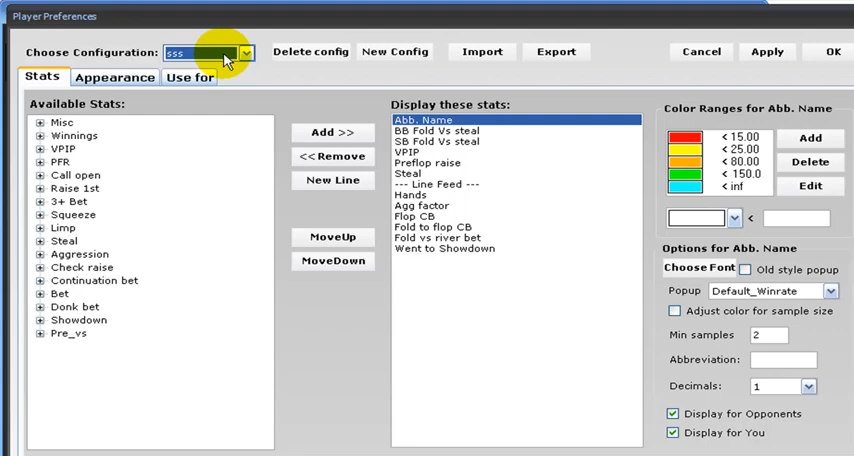 Player Preferences
Choose Configuration: sss Delete config New Config Import Export Cancel Apply OK
Stats Appearance Use for
Available Stats:
Misc
Winnings
VPIP
PFR
Call open
Raise 1st
3+ Bet
Squeeze
Limp
Steal
Aggression
Check raise
Continuation bet
Bet
Donk bet
Showdown
Pre_vs
Add >>
<< Remove
New Line
MoveUp
MoveDown
Display these stats:
Abb. Name
BB Fold Vs steal
SB Fold Vs steal
VPIP
Preflop raise
Steal
--- Line Feed ---
Hands
Agg factor
Flop CB
Fold to flop CB
Fold vs river bet
Went to Showdown
Color Ranges for Abb. Name
< 15.00
< 25.00
< 80.00
< 150.0
< inf
Add
Delete
Edit
<
Options for Abb. Name
Choose Font Old style popup
Popup Default_Winrate
Adjust color for sample size
Min samples 2
Abbreviation:
Decimals: 1
Display for Opponents
Display for You